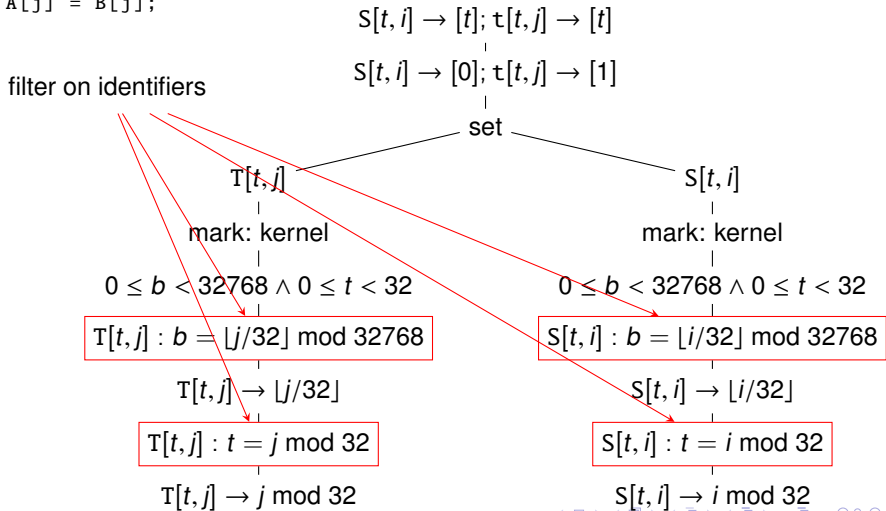 A[j] = B[j];
S[t, i] → [t]; t[t, j] → [t]
S[t, i] → [0]; t[t, j] → [1]
filter on identifiers
set
T[t, j]
S[t, i]
mark: kernel
mark: kernel
0 ≤ b < 32768 ∧ 0 ≤ t < 32
0 ≤ b < 32768 ∧ 0 ≤ t < 32
T[t, j] : b = ⌊j/32⌋ mod 32768
S[t, i] : b = ⌊i/32⌋ mod 32768
T[t, j] → ⌊j/32⌋
S[t, i] → ⌊i/32⌋
T[t, j] : t = j mod 32
S[t, i] : t = i mod 32
T[t, j] → j mod 32
S[t, i] → i mod 32